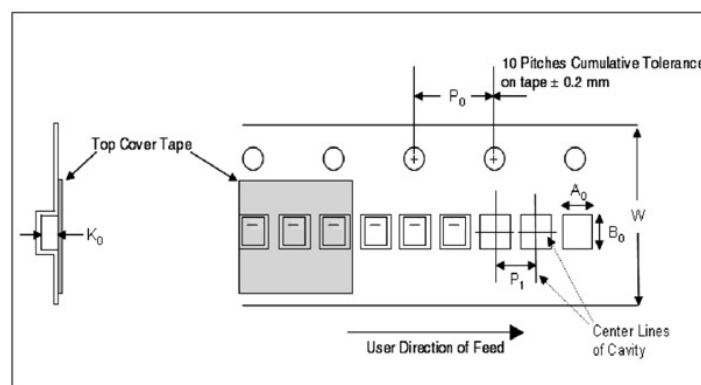 10 Pitches Cumulative Tolerance
on tape ± 0.2 mm
P₀
Top Cover Tape
A₀
W
K₀
B₀
P₁
Center Lines
of Cavity
User Direction of Feed